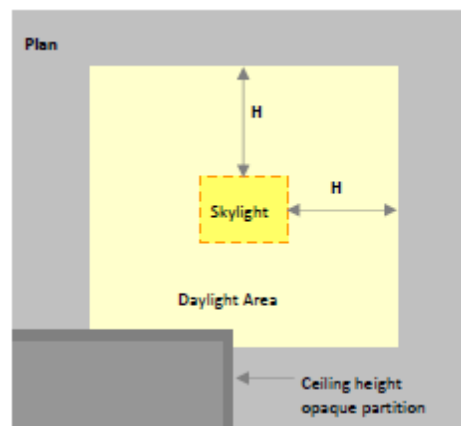 Plan
H
H
Skylight
Daylight Area
Ceiling height
opaque partition